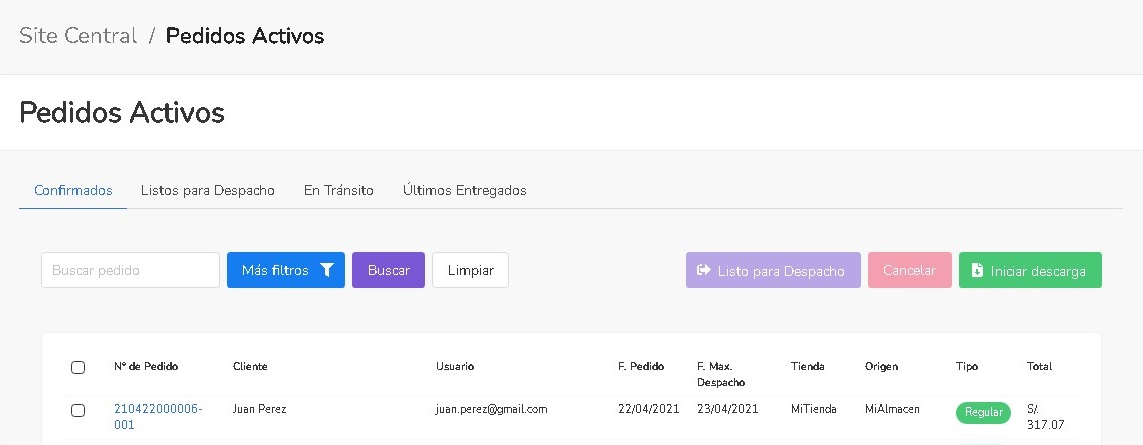 Site Central / Pedidos Activos
Pedidos Activos
Confirmados Listos para Despacho En Tránsito Últimos Entregados
Buscar pedido Más filtros Buscar Limpiar Listo para Despacho Cancelar Iniciar descarga
N° de Pedido Cliente Usuario F. Pedido F. Max. Despacho Tienda Origen Tipo Total
210422000006-001 Juan Perez juan.perez@gmail.com 22/04/2021 23/04/2021 MiTienda MiAlmacen Regular S/. 317.07